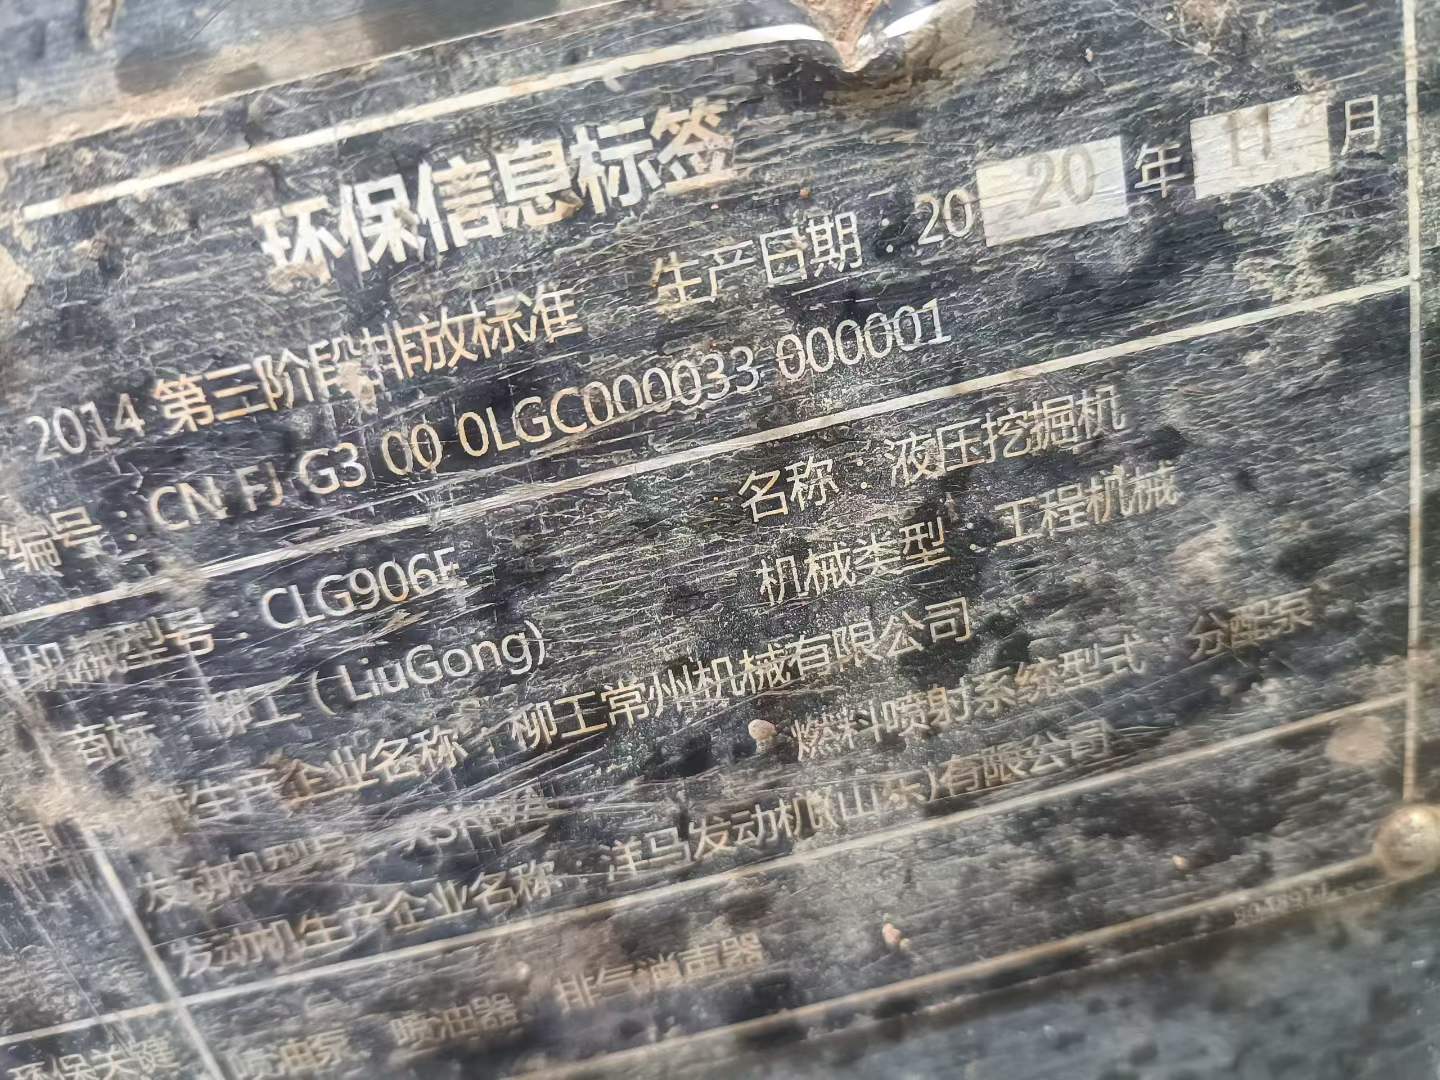 环保信息标签
2014 第三阶段排放标准 生产日期：2020年11月
编号：CN FJ G3 00 0LGC000033 000001
机械型号：CLG906E 名称：液压挖掘机
商标：柳工（LiuGong) 机械类型：工程机械
生产企业名称：柳工常州机械有限公司
发动机型号 燃料喷射系统型式：分配泵
发动机生产企业名称：洋马发动机(山东)有限公司
环保关键 喷油泵、喷油器、排气消声器